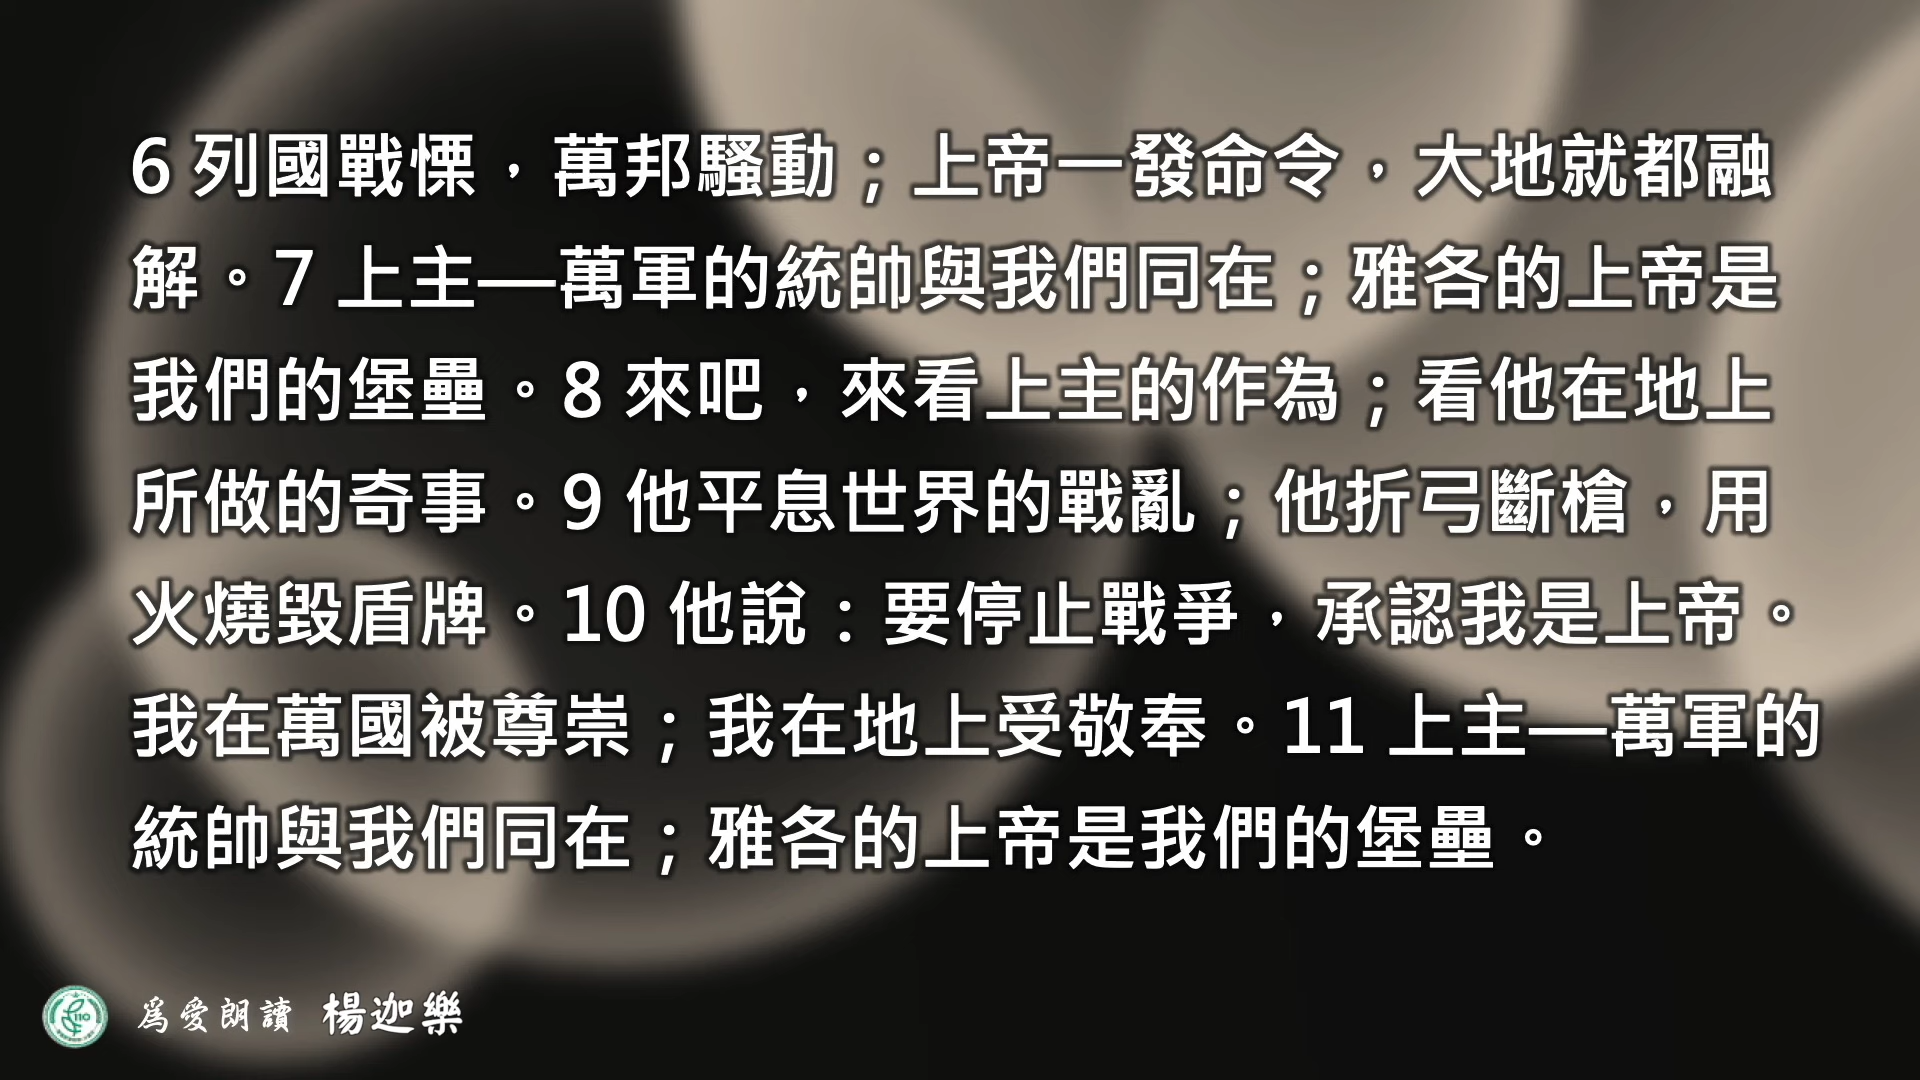 6 列國戰慄，萬邦騷動；上帝一發命令，大地就都融
解。7 上主—萬軍的統帥與我們同在；雅各的上帝是
我們的堡壘。8 來吧，來看上主的作為；看他在地上
所做的奇事。9 他平息世界的戰亂；他折弓斷槍，用
火燒毀盾牌。10 他說：要停止戰爭，承認我是上帝。
我在萬國被尊崇；我在地上受敬奉。11 上主—萬軍的
統帥與我們同在；雅各的上帝是我們的堡壘。
110
為愛朗讀 楊迦樂